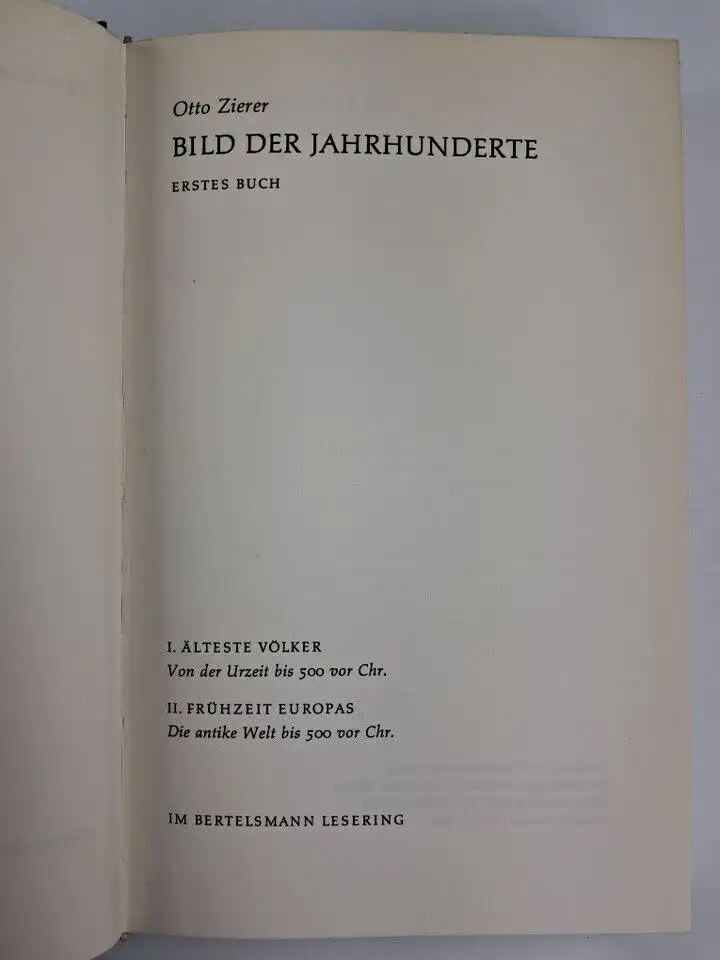 Otto Zierer
BILD DER JAHRHUNDERTE
ERSTES BUCH
I. ÄLTESTE VÖLKER
Von der Urzeit bis 500 vor Chr.
II. FRÜHZEIT EUROPAS
Die antike Welt bis 500 vor Chr.
IM BERTELSMANN LESERING